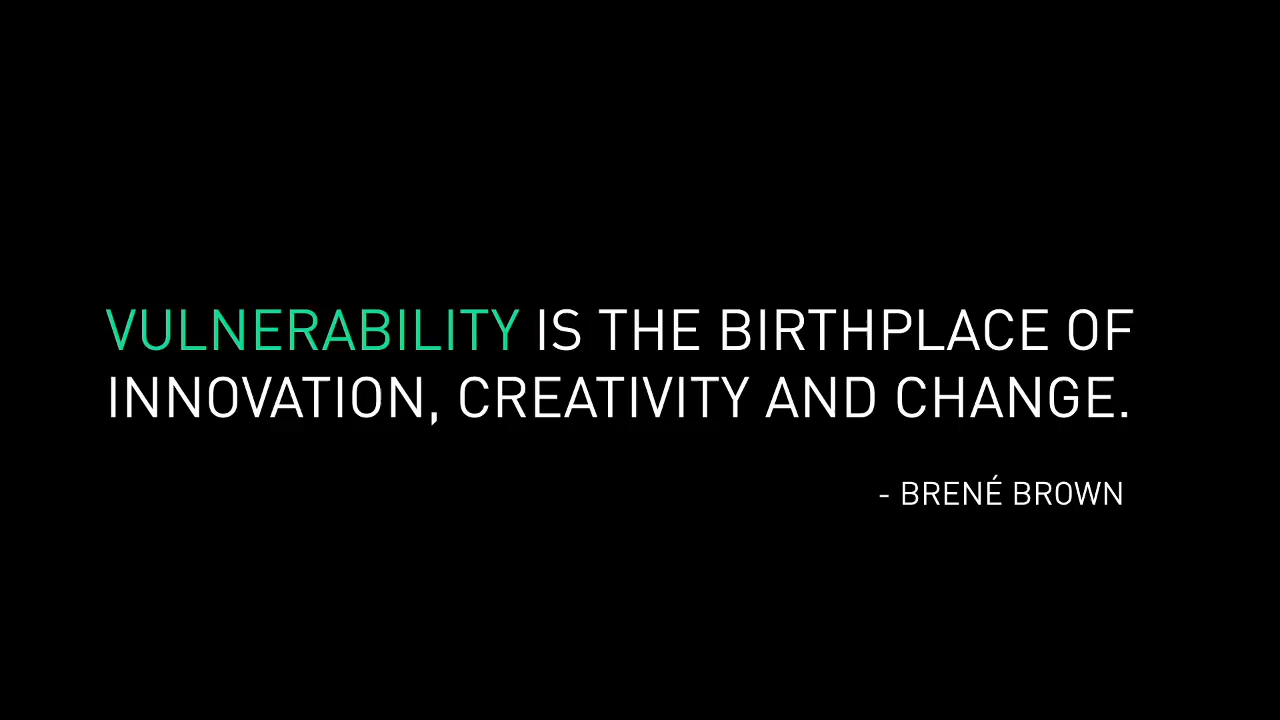 VULNERABILITY IS THE BIRTHPLACE OF
INNOVATION, CREATIVITY AND CHANGE.
- BRENÉ BROWN